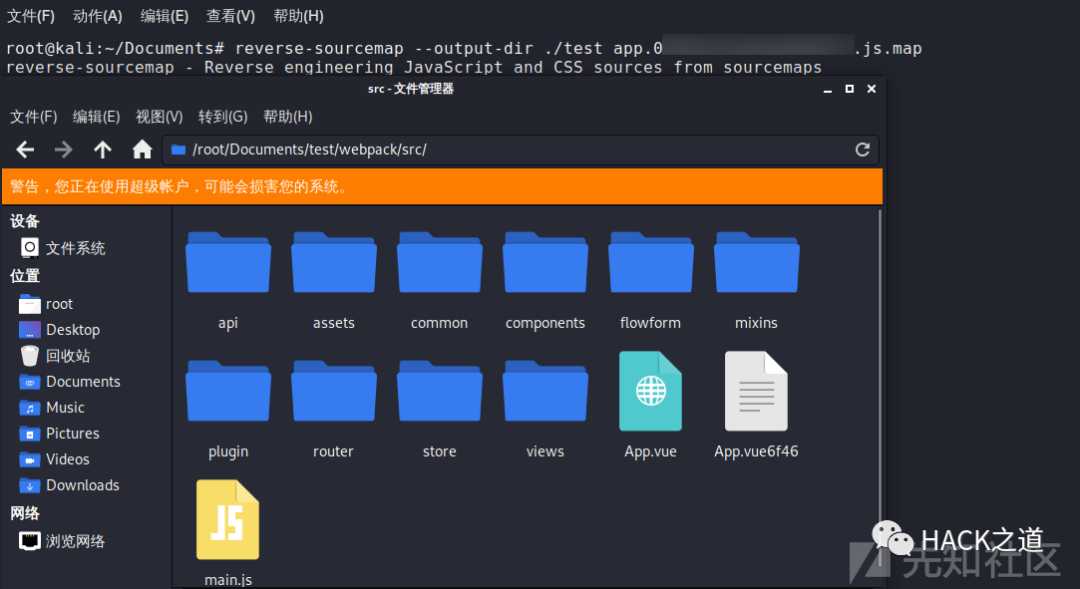 文件(F) 动作(A) 编辑(E) 查看(V) 帮助(H)
root@kali:~/Documents# reverse-sourcemap --output-dir ./test app.0 .js.map
reverse-sourcemap - Reverse engineering JavaScript and CSS sources from sourcemaps
src - 文件管理器
文件(F) 编辑(E) 视图(V) 转到(G) 帮助(H)
/root/Documents/test/webpack/src/
警告，您正在使用超级帐户，可能会损害您的系统。
设备
文件系统
位置
root
Desktop
回收站
Documents
Music
Pictures
Videos
Downloads
网络
浏览网络
api assets common components flowform mixins
plugin router store views App.vue App.vue6f46
JS
main.js
HACK之道
先知社区